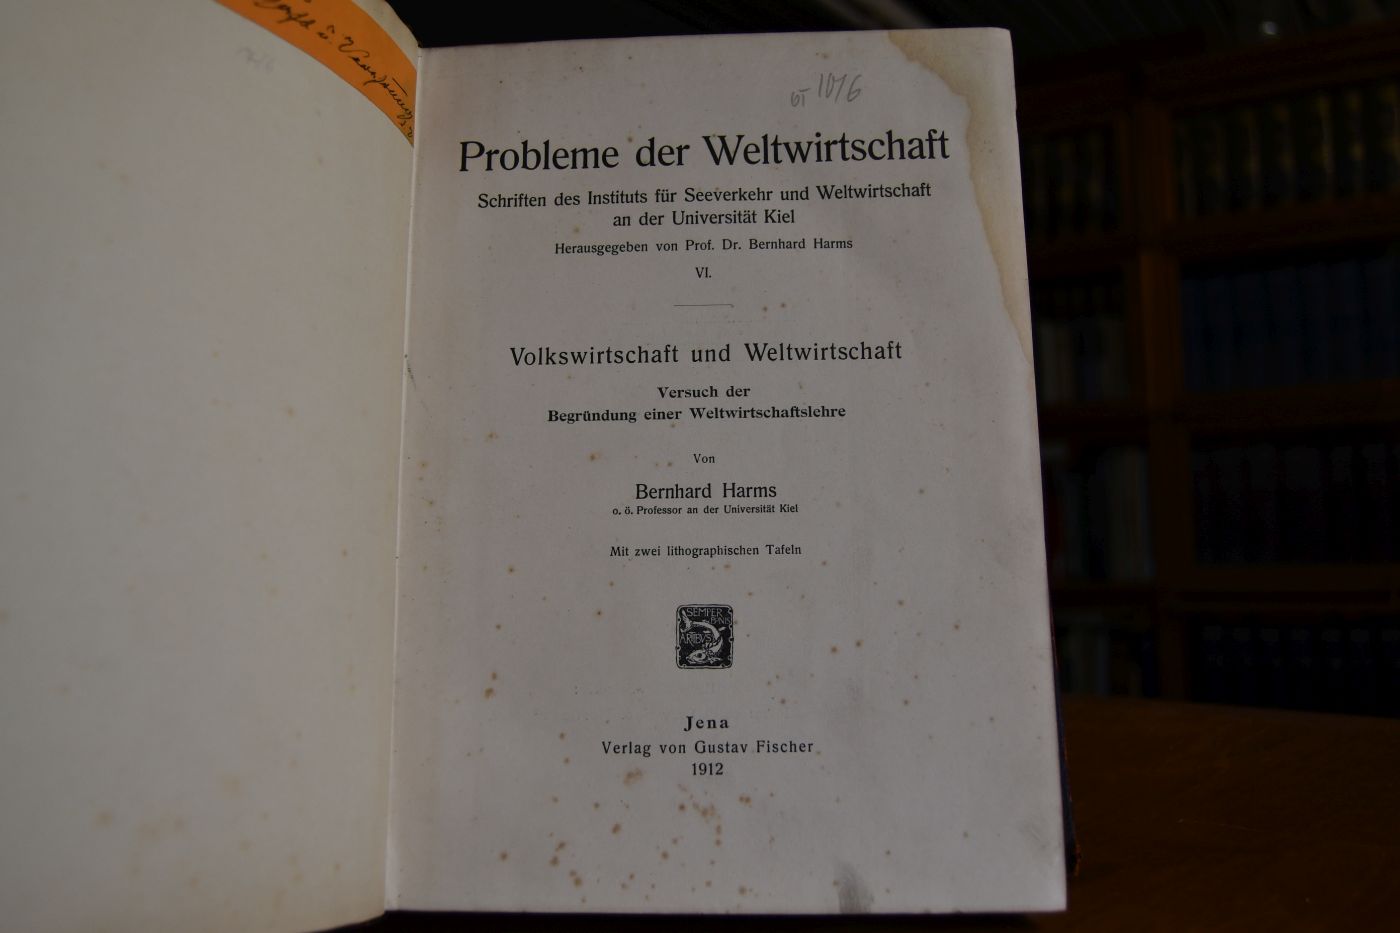 1076
Probleme der Weltwirtschaft
Schriften des Instituts für Seeverkehr und Weltwirtschaft
an der Universität Kiel
Herausgegeben von Prof. Dr. Bernhard Harms
VI.
Volkswirtschaft und Weltwirtschaft
Versuch der
Begründung einer Weltwirtschaftslehre
Von
Bernhard Harms
o. ö. Professor an der Universität Kiel
Mit zwei lithographischen Tafeln
SEMPER
BONIS
ARTIBUS
Jena
Verlag von Gustav Fischer
1912